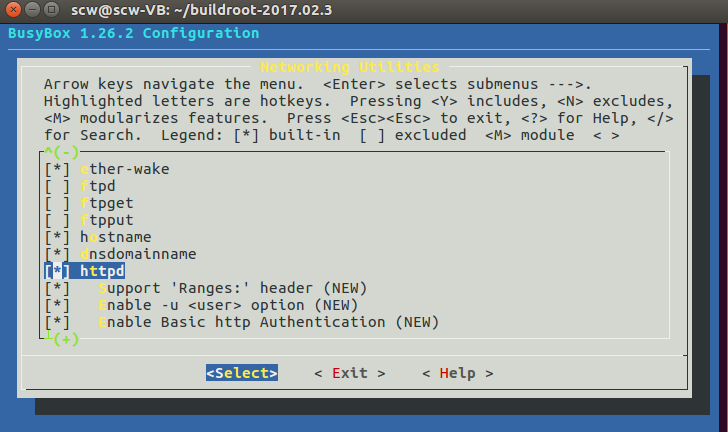 scw@scw-VB: ~/buildroot-2017.02.3
BusyBox 1.26.2 Configuration
Networking Utilities
Arrow keys navigate the menu.  <Enter> selects submenus --->.
Highlighted letters are hotkeys.  Pressing <Y> includes, <N> excludes,
<M> modularizes features.  Press <Esc><Esc> to exit, <?> for Help, </>
for Search.  Legend: [*] built-in  [ ] excluded  <M> module  < >
^(-)
[*] ether-wake
[ ] ftpd
[ ] ftpget
[ ] ftpput
[*] hostname
[*] dnsdomainname
[*] httpd
[*]   Support 'Ranges:' header (NEW)
[*]   Enable -u <user> option (NEW)
[*]   Enable Basic http Authentication (NEW)
┴(+)
<Select>    < Exit >    < Help >